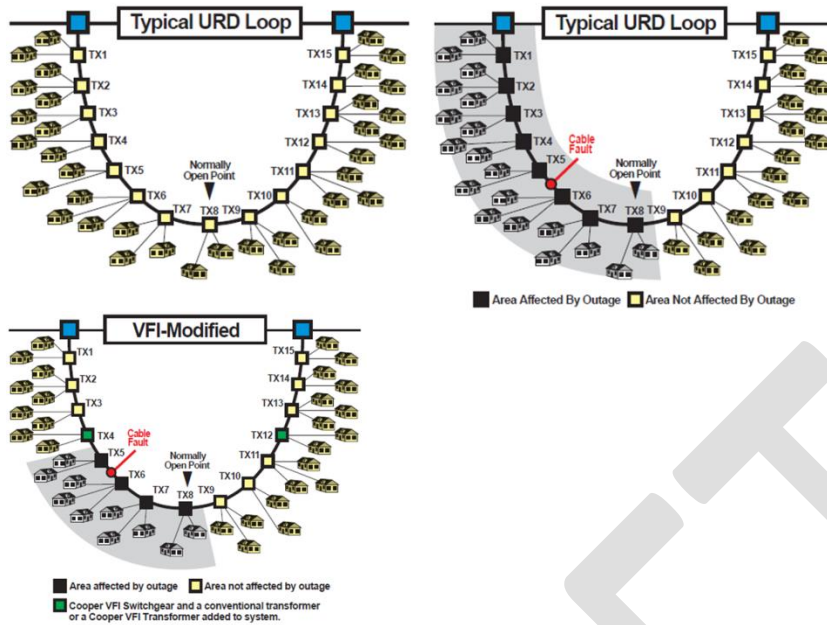 Typical URD Loop
TX1
TX2
TX3
TX4
TX5
TX6
TX7
TX8
TX9
TX10
TX11
TX12
TX13
TX14
TX15
Normally
Open Point
Typical URD Loop
TX1
TX2
TX3
TX4
TX5
TX6
TX7
TX8
TX9
TX10
TX11
TX12
TX13
TX14
TX15
Cable
Fault
Normally
Open Point
Area Affected By Outage Area Not Affected By Outage
VFI-Modified
TX1
TX2
TX3
TX4
TX5
TX6
TX7
TX8
TX9
TX10
TX11
TX12
TX13
TX14
TX15
Cable
Fault
Normally
Open Point
Area affected by outage Area not affected by outage
Cooper VFI Switchgear and a conventional transformer
or a Cooper VFI Transformer added to system.